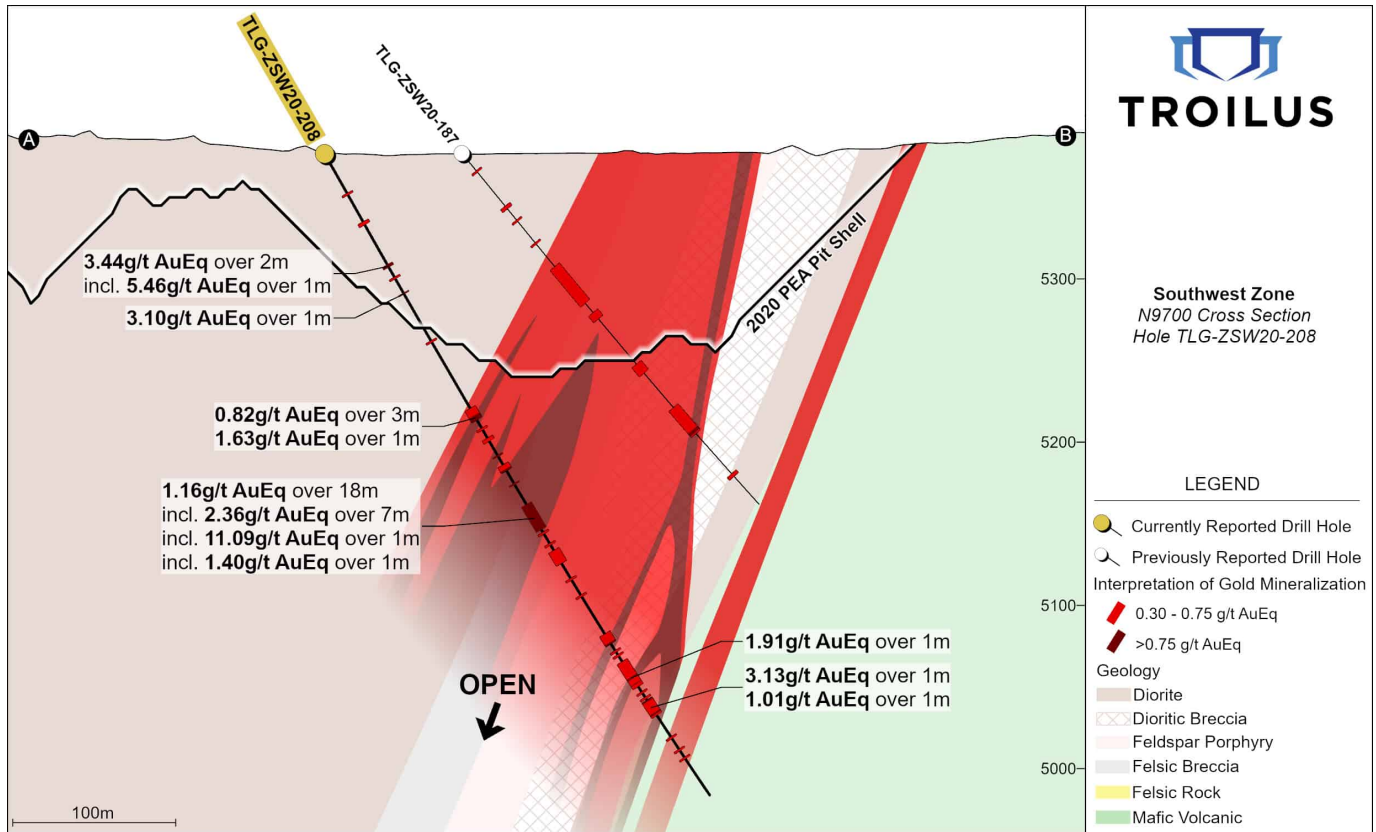 TLG-ZSW20-208
TLG-ZSW20-187
A
B
2020 PEA Pit Shell
3.44g/t AuEq over 2m
incl. 5.46g/t AuEq over 1m
3.10g/t AuEq over 1m
0.82g/t AuEq over 3m
1.63g/t AuEq over 1m
1.16g/t AuEq over 18m
incl. 2.36g/t AuEq over 7m
incl. 11.09g/t AuEq over 1m
incl. 1.40g/t AuEq over 1m
1.91g/t AuEq over 1m
3.13g/t AuEq over 1m
1.01g/t AuEq over 1m
OPEN
100m
5300
5200
5100
5000
TROILUS
Southwest Zone
N9700 Cross Section
Hole TLG-ZSW20-208
LEGEND
Currently Reported Drill Hole
Previously Reported Drill Hole
Interpretation of Gold Mineralization
0.30 - 0.75 g/t AuEq
>0.75 g/t AuEq
Geology
Diorite
Dioritic Breccia
Feldspar Porphyry
Felsic Breccia
Felsic Rock
Mafic Volcanic